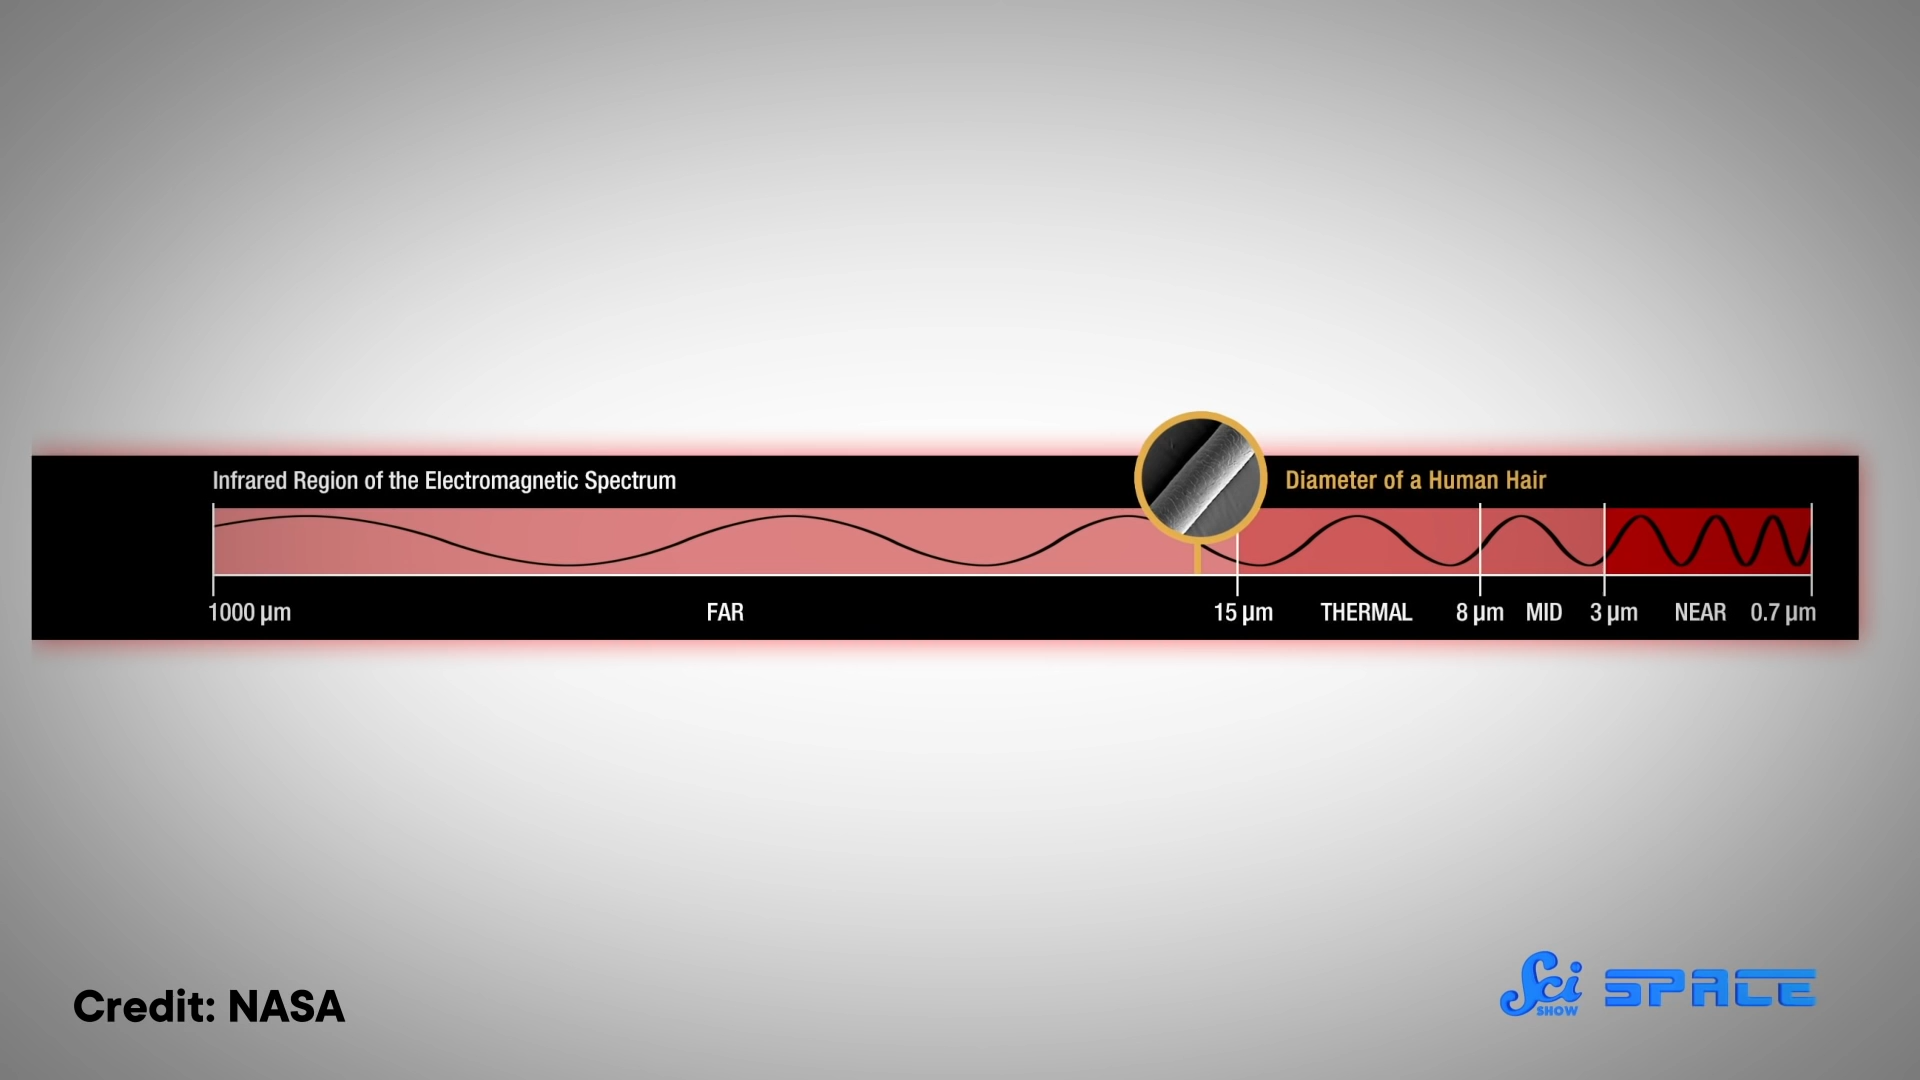 Infrared Region of the Electromagnetic Spectrum
Diameter of a Human Hair
1000 µm FAR 15 µm THERMAL 8 µm MID 3 µm NEAR 0.7 µm
Credit: NASA
Sci SHOW SPACE